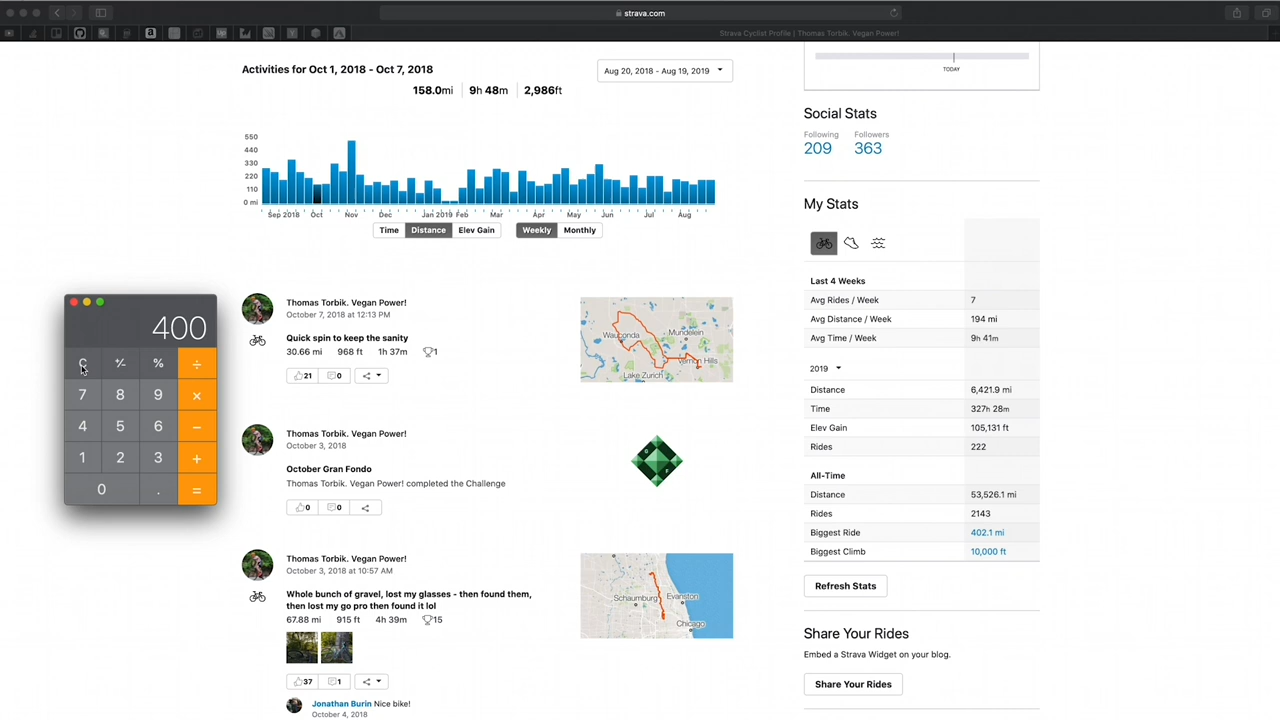 strava.com
Strava Cyclist Profile | Thomas Torbik. Vegan Power!
Activities for Oct 1, 2018 - Oct 7, 2018
Aug 20, 2018 - Aug 19, 2019
158.0mi 9h 48m 2,986ft
550
440
330
220
110
0 mi
Sep 2018 Oct Nov Dec Jan 2019 Feb Mar Apr May Jun Jul Aug
Time Distance Elev Gain Weekly Monthly
400
C +/- % ÷
7 8 9 ×
4 5 6 −
1 2 3 +
0 . =
Thomas Torbik. Vegan Power!
October 7, 2018 at 12:13 PM
Quick spin to keep the sanity
30.66 mi 968 ft 1h 37m 1
21 0
Wauconda
Mundelein
Vernon Hills
Lake Zurich
Thomas Torbik. Vegan Power!
October 3, 2018
October Gran Fondo
Thomas Torbik. Vegan Power! completed the Challenge
0 0
G
F
Thomas Torbik. Vegan Power!
October 3, 2018 at 10:57 AM
Whole bunch of gravel, lost my glasses - then found them,
then lost my go pro then found it lol
67.88 mi 915 ft 4h 39m 15
37 1
Schaumburg
Evanston
Chicago
Jonathan Burin Nice bike!
October 4, 2018
TODAY
Social Stats
Following Followers
209 363
My Stats
Last 4 Weeks
Avg Rides / Week 7
Avg Distance / Week 194 mi
Avg Time / Week 9h 41m
2019
Distance 6,421.9 mi
Time 327h 28m
Elev Gain 105,131 ft
Rides 222
All-Time
Distance 53,526.1 mi
Rides 2143
Biggest Ride 402.1 mi
Biggest Climb 10,000 ft
Refresh Stats
Share Your Rides
Embed a Strava Widget on your blog.
Share Your Rides